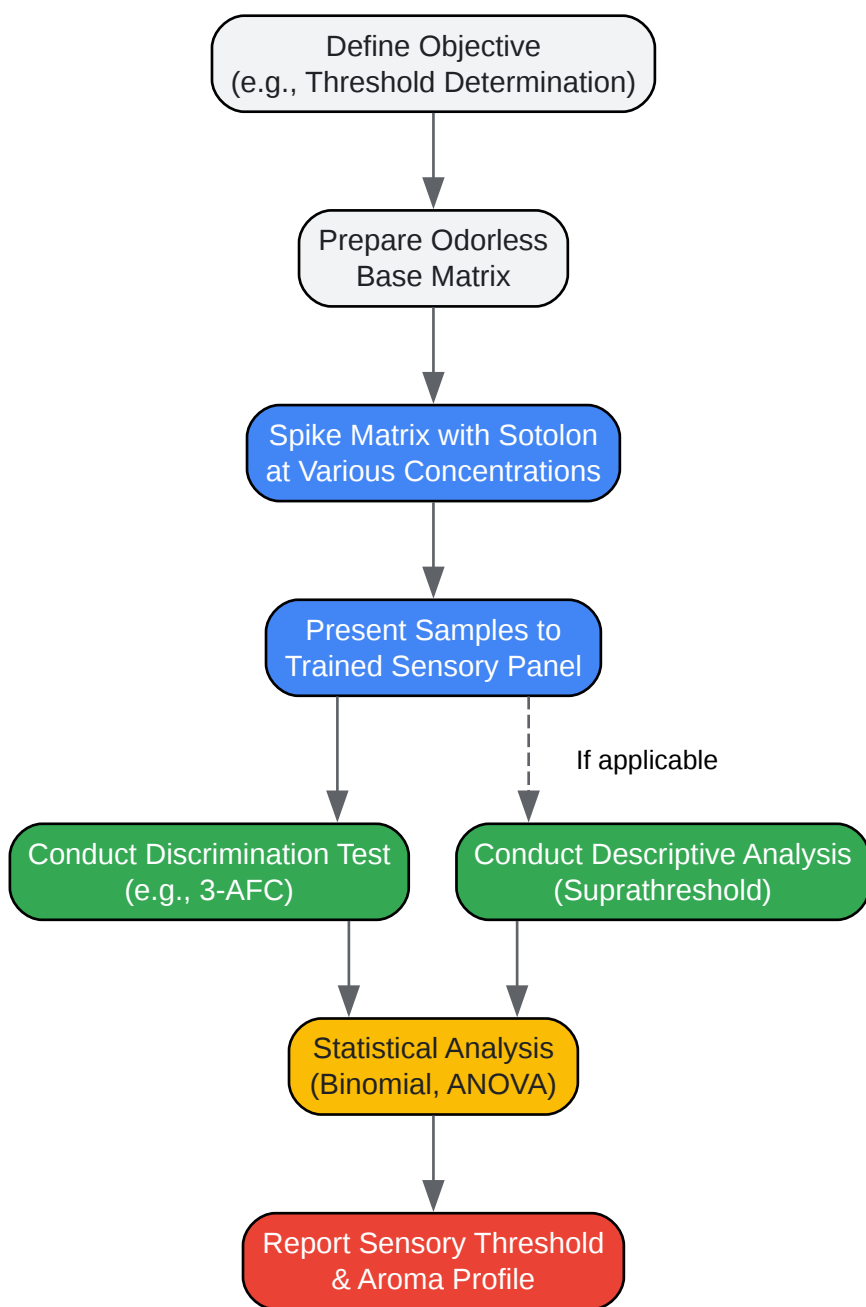 Define Objective
(e.g., Threshold Determination)
Prepare Odorless
Base Matrix
Spike Matrix with Sotolon
at Various Concentrations
Present Samples to
Trained Sensory Panel
If applicable
Conduct Discrimination Test
(e.g., 3-AFC)
Conduct Descriptive Analysis
(Suprathreshold)
Statistical Analysis
(Binomial, ANOVA)
Report Sensory Threshold
& Aroma Profile